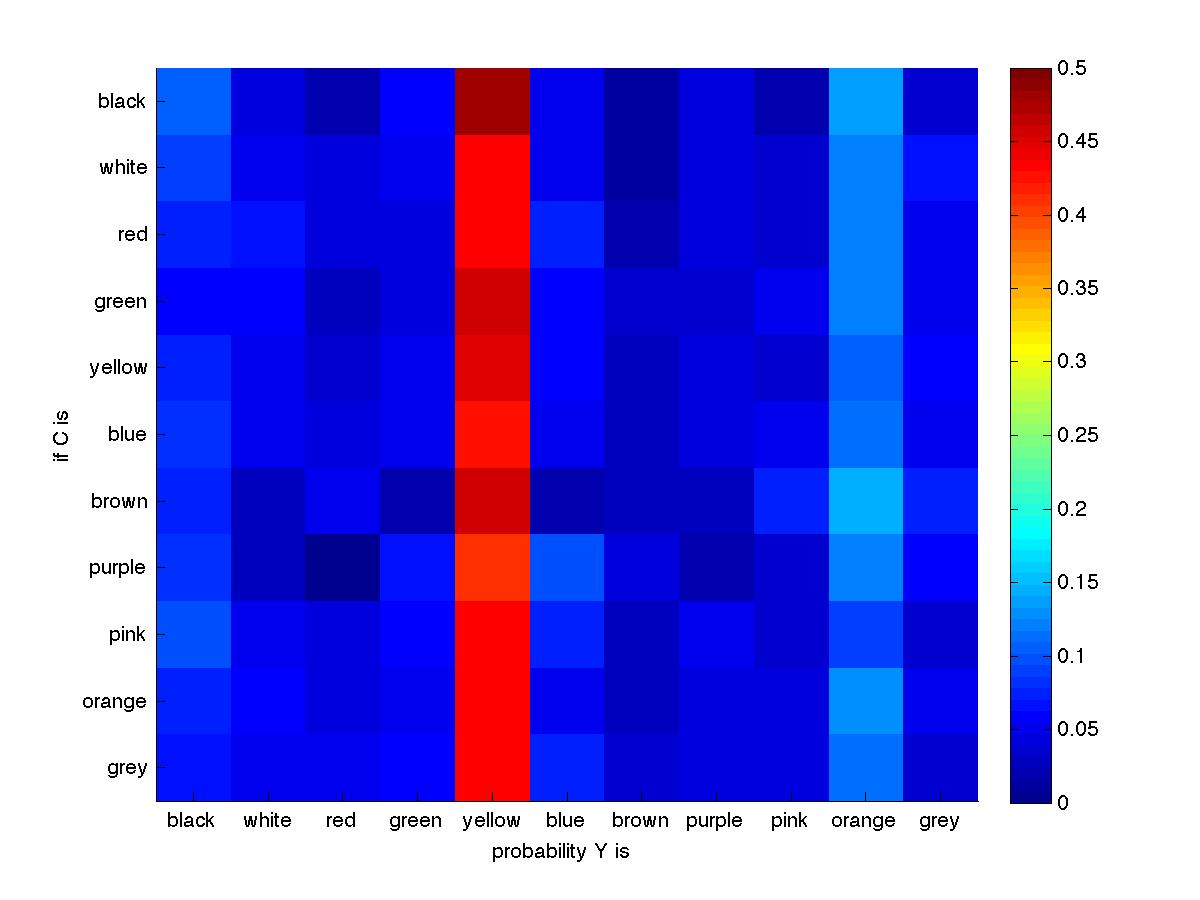 black
white
red
green
yellow
blue
brown
purple
pink
orange
grey
if C is
black white red green yellow blue brown purple pink orange grey
probability Y is
0.5
0.45
0.4
0.35
0.3
0.25
0.2
0.15
0.1
0.05
0